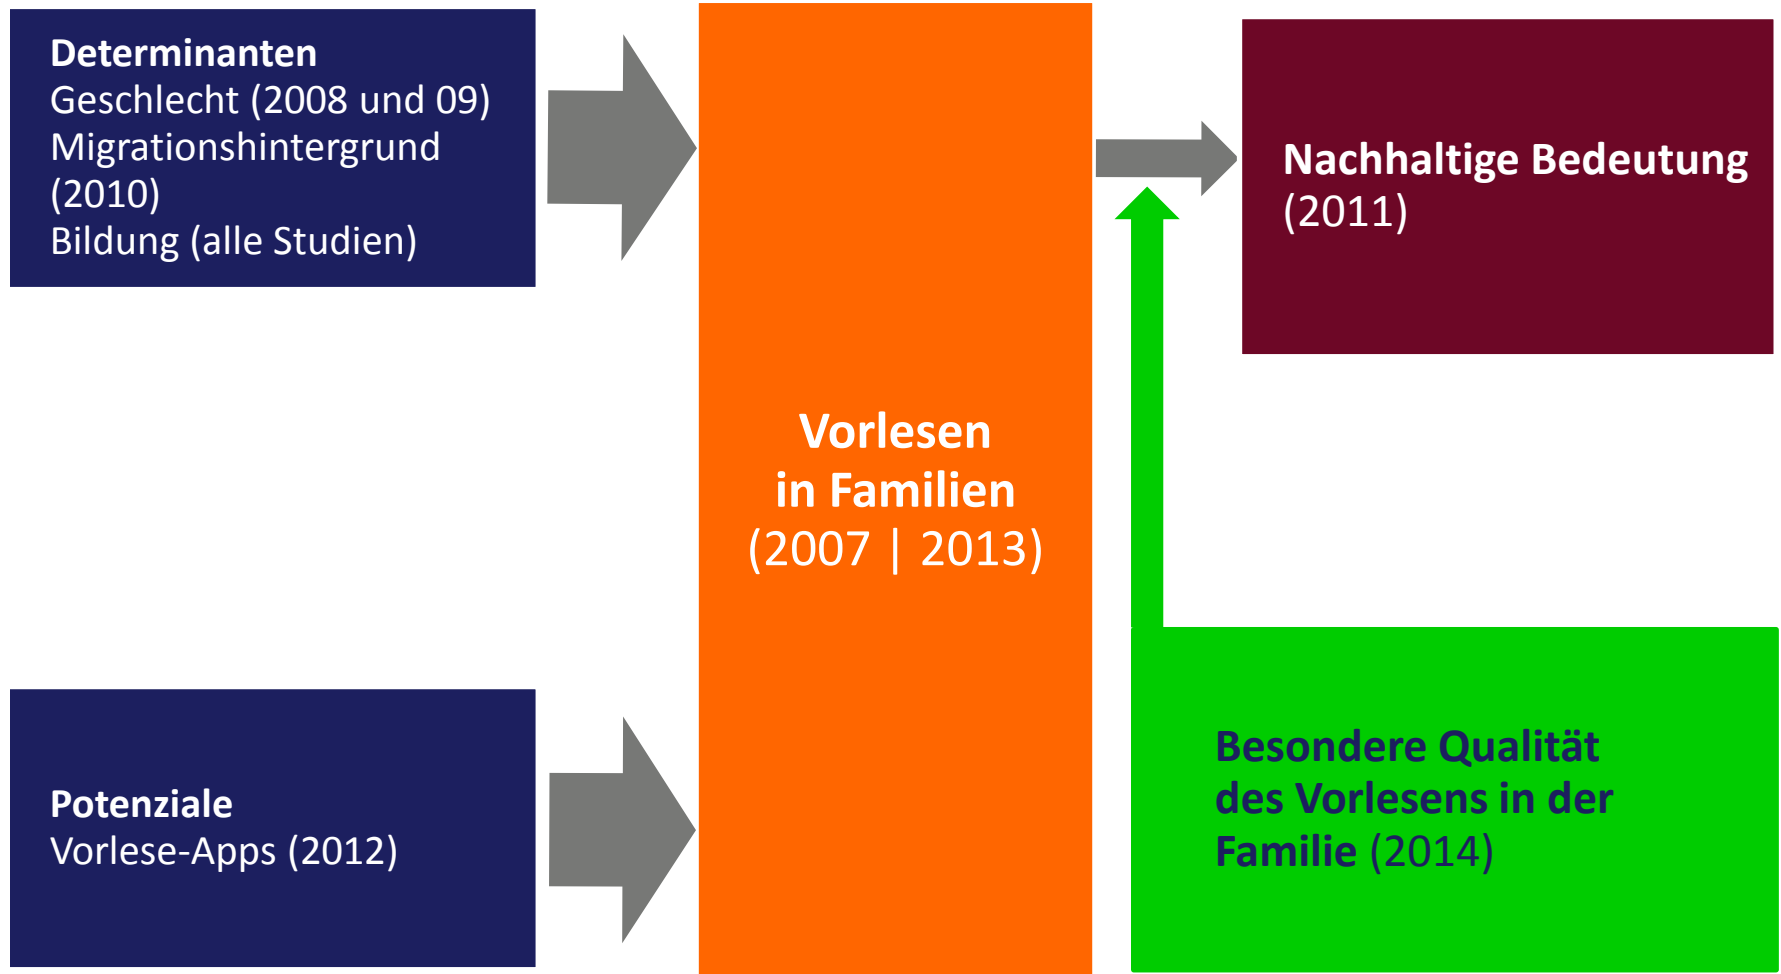 Determinanten
Geschlecht (2008 und 09)
Migrationshintergrund
(2010)
Bildung (alle Studien)
Potenziale
Vorlese-Apps (2012)
Vorlesen
in Familien
(2007 | 2013)
Nachhaltige Bedeutung
(2011)
Besondere Qualität
des Vorlesens in der
Familie (2014)